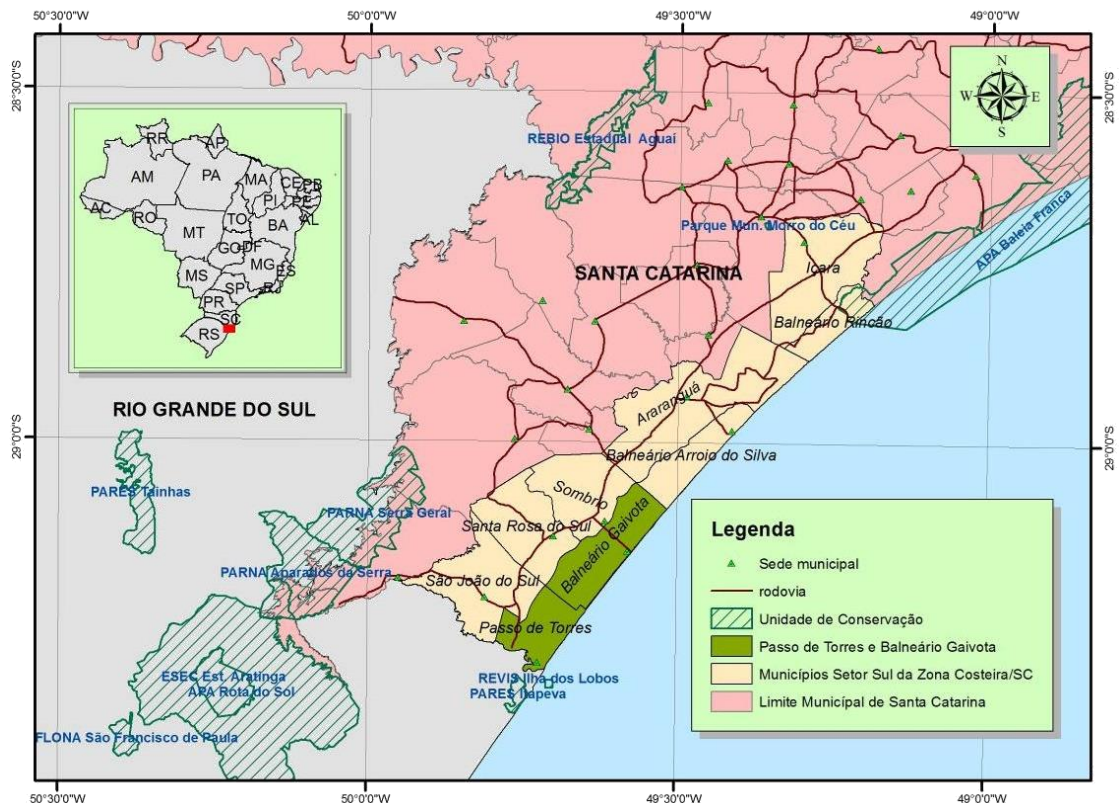 50°30'0"W 50°0'0"W 49°30'0"W 49°0'0"W
28°30'0"S
28°30'0"S
N
W E
S
RR AP
AM PA MA CE
PI
AC RO TO AL
MT BA
GO DF
MG ES
MS SP RJ
PR
SC
RS
REBIO Estadual Aguaí
Parque Mun. Morro do Céu
APA Baleia Franca
SANTA CATARINA
Içara
Balneário Rincão
RIO GRANDE DO SUL
Araranguá
29°0'0"S
29°0'0"S
Balneário Arroio do Silva
PARES Tainhas
Sombrio
PARNA Serra Geral
Santa Rosa do Sul
Balneário Gaivota
PARNA Aparados da Serra
São João do Sul
Passo de Torres
ESEC Est. Aratinga
APA Rota do Sol
REVIS Ilha dos Lobos
PARES Itapeva
FLONA São Francisco de Paula
Legenda
Sede municipal
rodovia
Unidade de Conservação
Passo de Torres e Balneário Gaivota
Municípios Setor Sul da Zona Costeira/SC
Limite Municípal de Santa Catarina
50°30'0"W 50°0'0"W 49°30'0"W 49°0'0"W